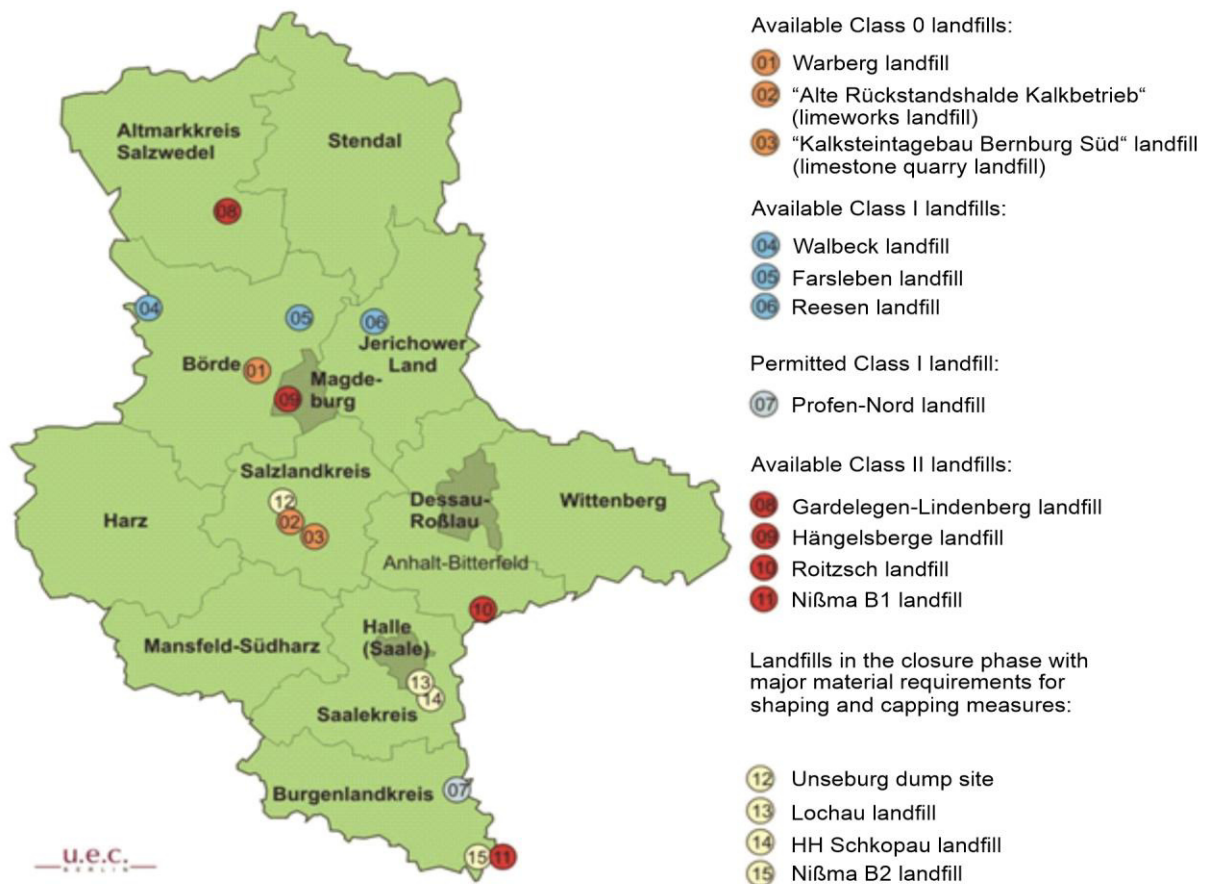 Altmarkkreis
Salzwedel
Stendal
08
04
05
06
Jerichower
Land
Börde
01
Magde-
burg
09
Salzlandkreis
12
02
03
Harz
Dessau-
Roßlau
Wittenberg
Anhalt-Bitterfeld
10
Mansfeld-Südharz
Halle
(Saale)
13
14
Saalekreis
07
Burgenlandkreis
15
11
u.e.c.
BERLIN
Available Class 0 landfills:
01 Warberg landfill
02 “Alte Rückstandshalde Kalkbetrieb“
(limeworks landfill)
03 “Kalksteintagebau Bernburg Süd“ landfill
(limestone quarry landfill)
Available Class I landfills:
04 Walbeck landfill
05 Farsleben landfill
06 Reesen landfill
Permitted Class I landfill:
07 Profen-Nord landfill
Available Class II landfills:
08 Gardelegen-Lindenberg landfill
09 Hängelsberge landfill
10 Roitzsch landfill
11 Nißma B1 landfill
Landfills in the closure phase with
major material requirements for
shaping and capping measures:
12 Unseburg dump site
13 Lochau landfill
14 HH Schkopau landfill
15 Nißma B2 landfill